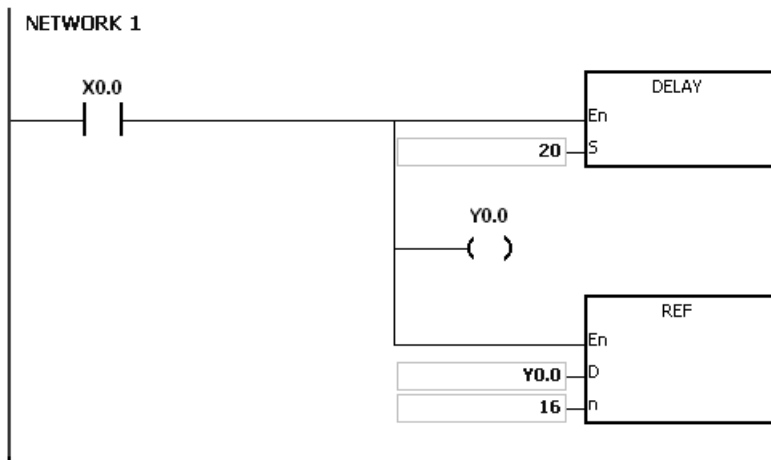 NETWORK 1
X0.0
DELAY
En
20 S
Y0.0
REF
En
Y0.0 D
16 n